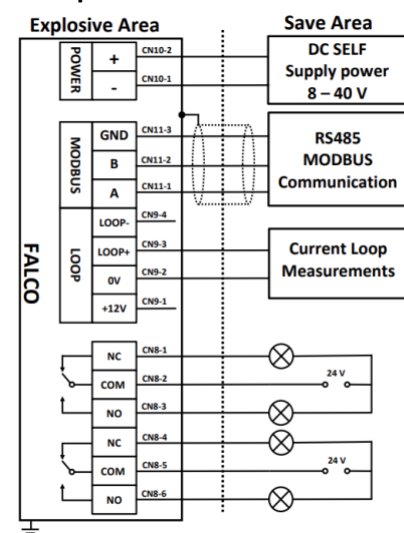 Explosive Area
Save Area
FALCO
POWER
+
CN10-2
-
CN10-1
DC SELF
Supply power
8 – 40 V
MODBUS
GND
CN11-3
B
CN11-2
A
CN11-1
RS485
MODBUS
Communication
LOOP
LOOP-
CN9-4
LOOP+
CN9-3
0V
CN9-2
+12V
CN9-1
Current Loop
Measurements
NC
CN8-1
COM
CN8-2
24 V
NO
CN8-3
NC
CN8-4
COM
CN8-5
24 V
NO
CN8-6